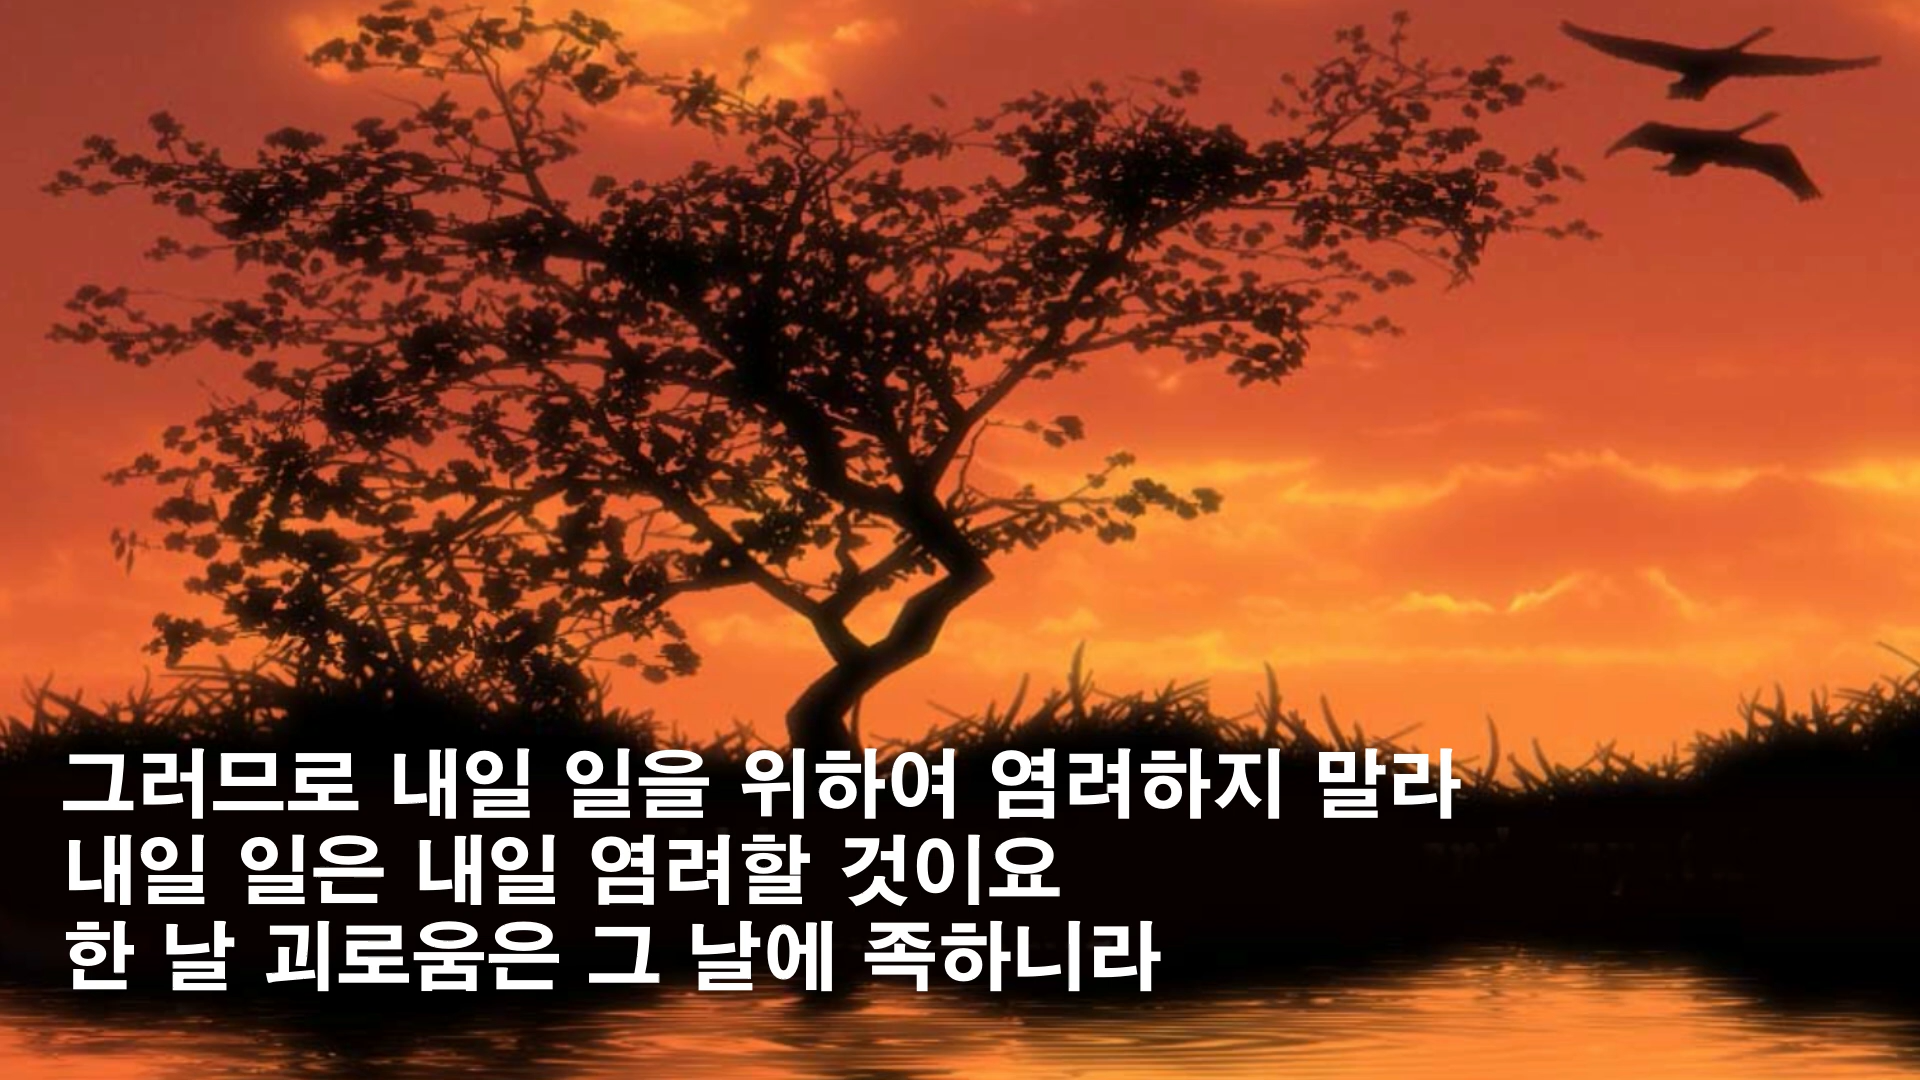 그러므로 내일 일을 위하여 염려하지 말라
내일 일은 내일 염려할 것이요
한 날 괴로움은 그 날에 족하니라